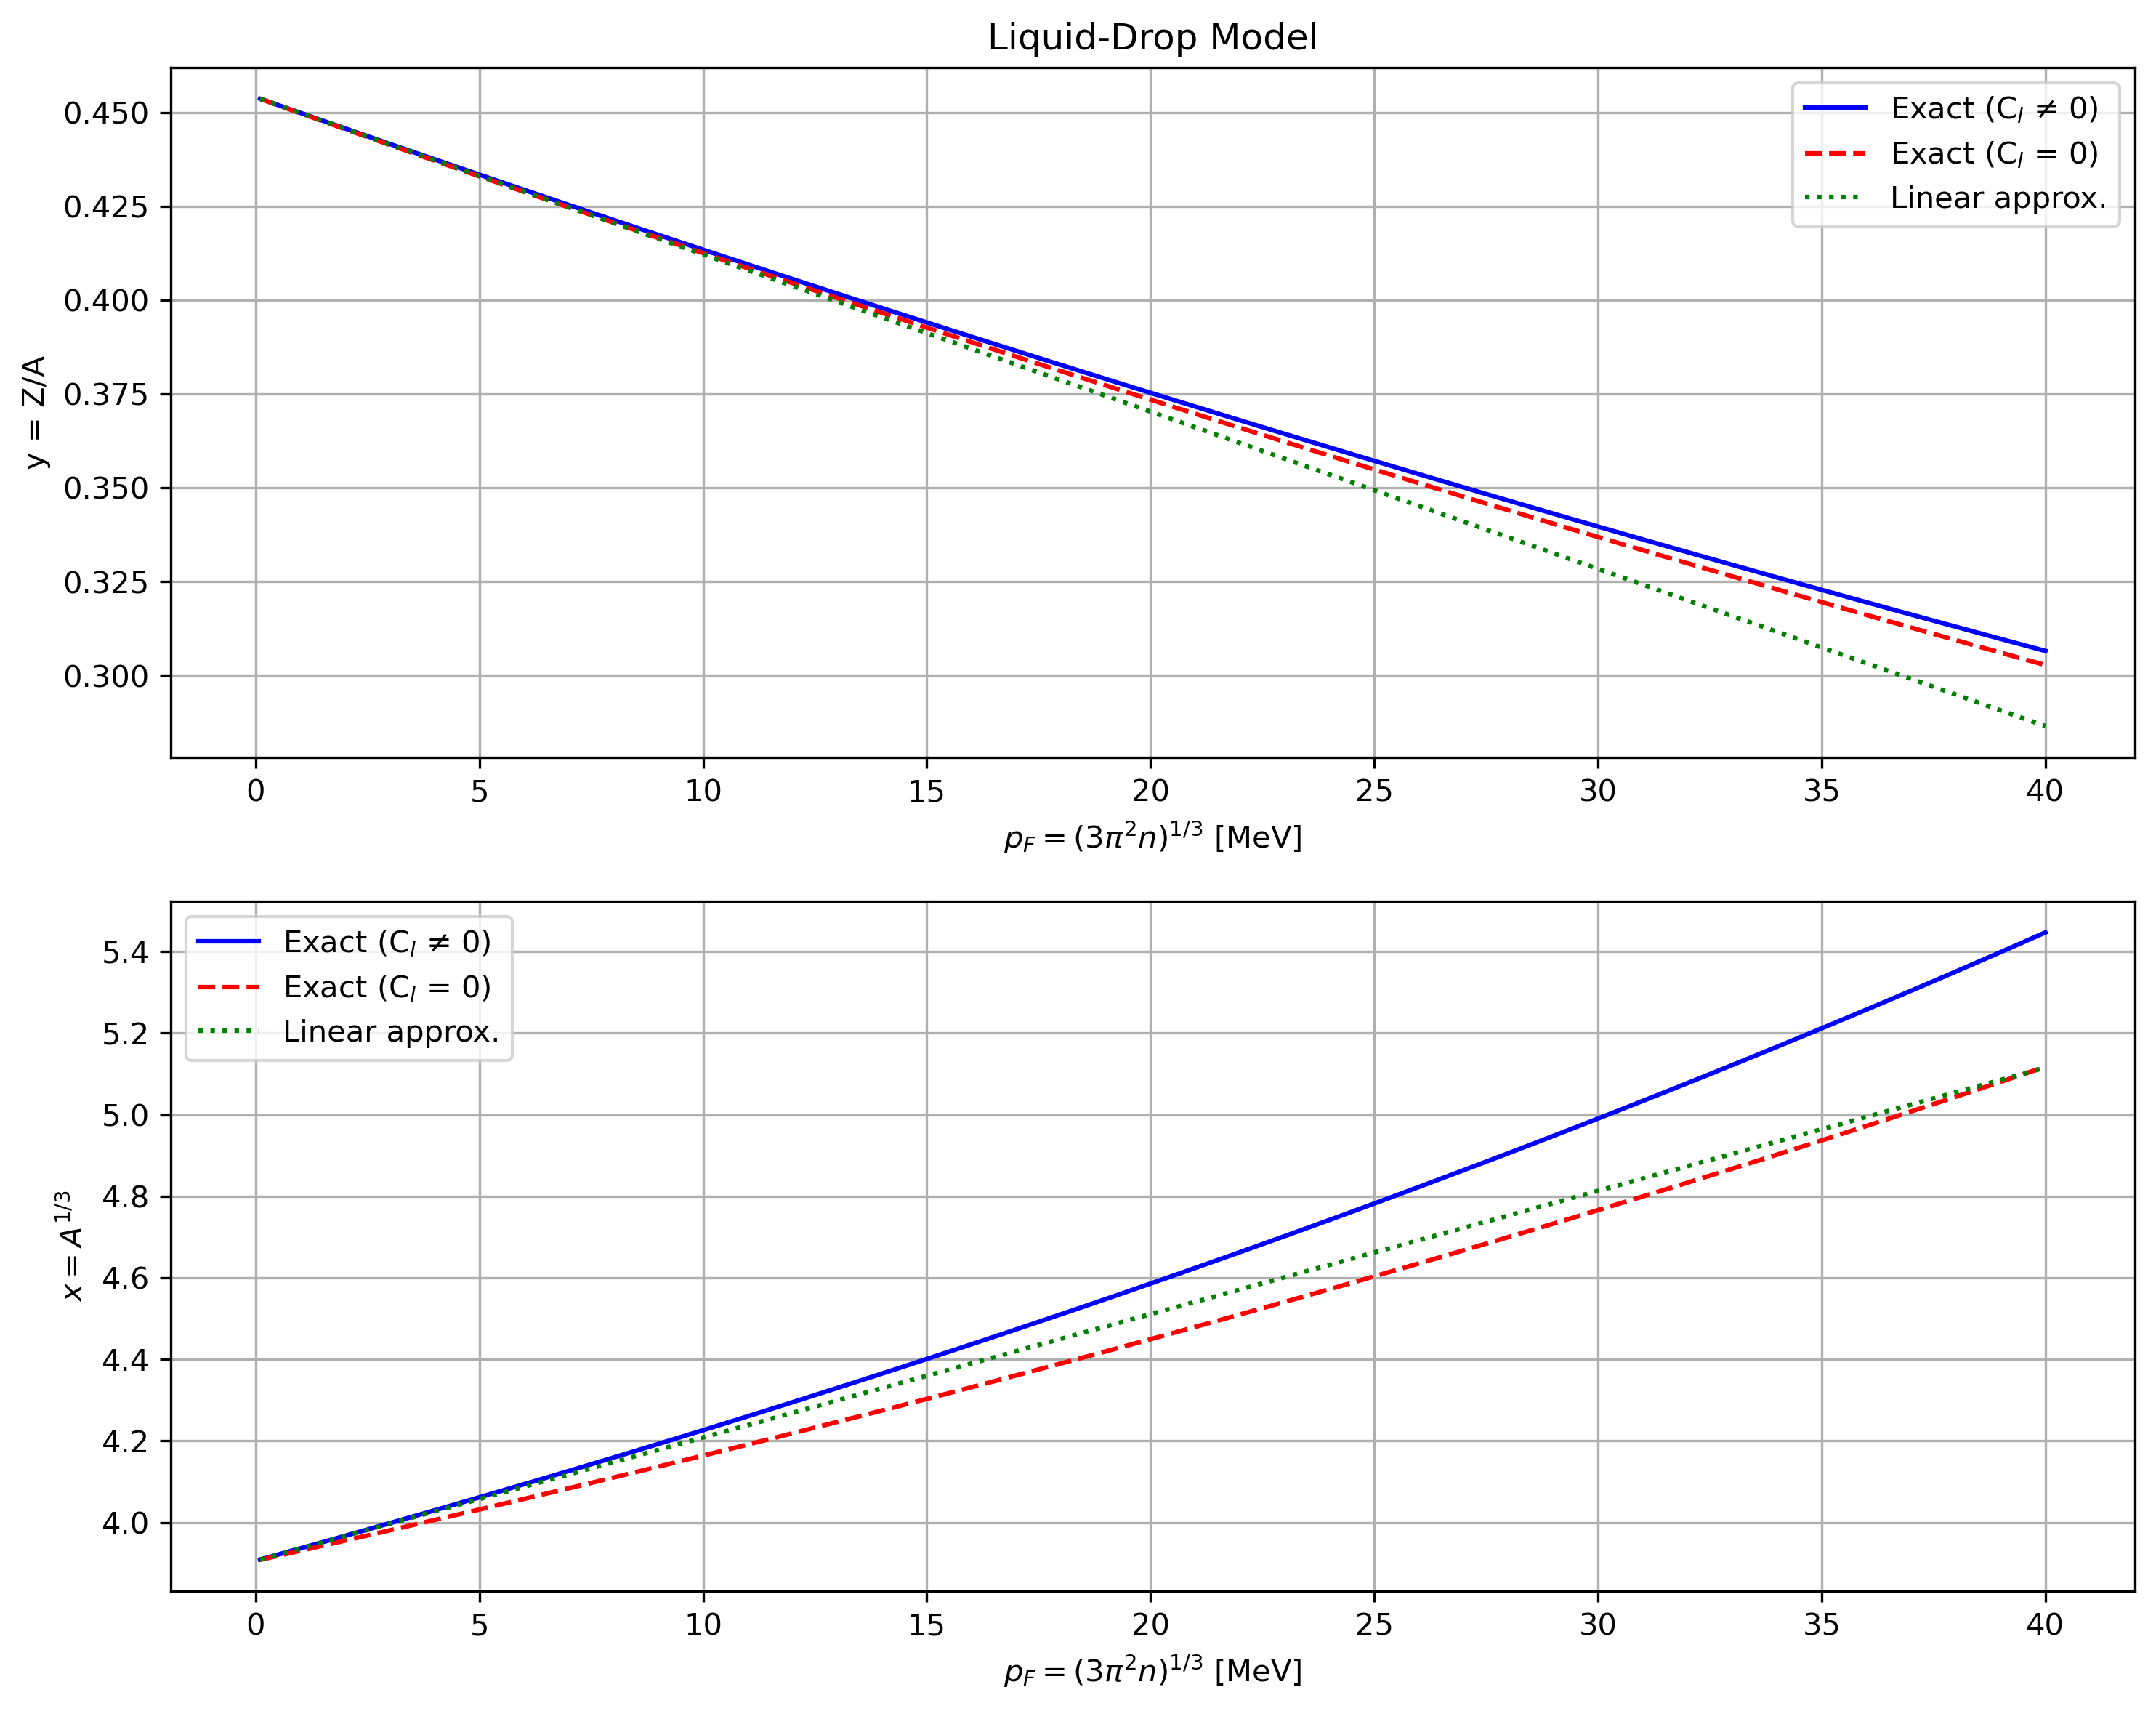 Liquid-Drop Model
y = Z/A
0.450
0.425
0.400
0.375
0.350
0.325
0.300
Exact (C_l ≠ 0)
Exact (C_l = 0)
Linear approx.
0 5 10 15 20 25 30 35 40
p_F = (3π²n)^{1/3} [MeV]
x = A^{1/3}
5.4
5.2
5.0
4.8
4.6
4.4
4.2
4.0
Exact (C_l ≠ 0)
Exact (C_l = 0)
Linear approx.
0 5 10 15 20 25 30 35 40
p_F = (3π²n)^{1/3} [MeV]